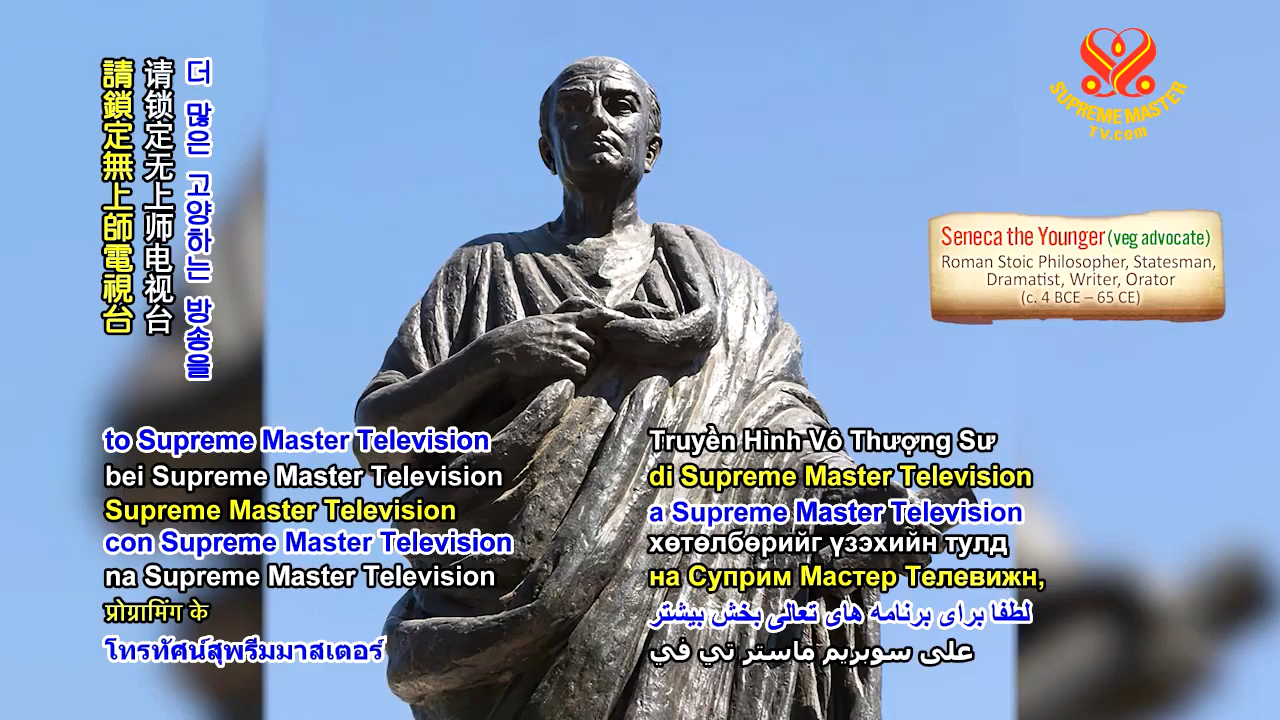 請鎖定無上師電視台
请锁定无上师电视台
더 많은 고양하는 방송을
SUPREME MASTER
TV.com
Seneca the Younger (veg advocate)
Roman Stoic Philosopher, Statesman,
Dramatist, Writer, Orator
(c. 4 BCE – 65 CE)
to Supreme Master Television
bei Supreme Master Television
Supreme Master Television
con Supreme Master Television
na Supreme Master Television
प्रोग्रामिंग के
โทรทัศน์สุพรีมมาสเตอร์
Truyền Hình Vô Thượng Sư
di Supreme Master Television
a Supreme Master Television
хөтөлбөрийг үзэхийн тулд
на Суприм Мастер Телевижн,
لطفا برای برنامه های تعالی بخش بیشتر
على سوبريم ماستر تي في